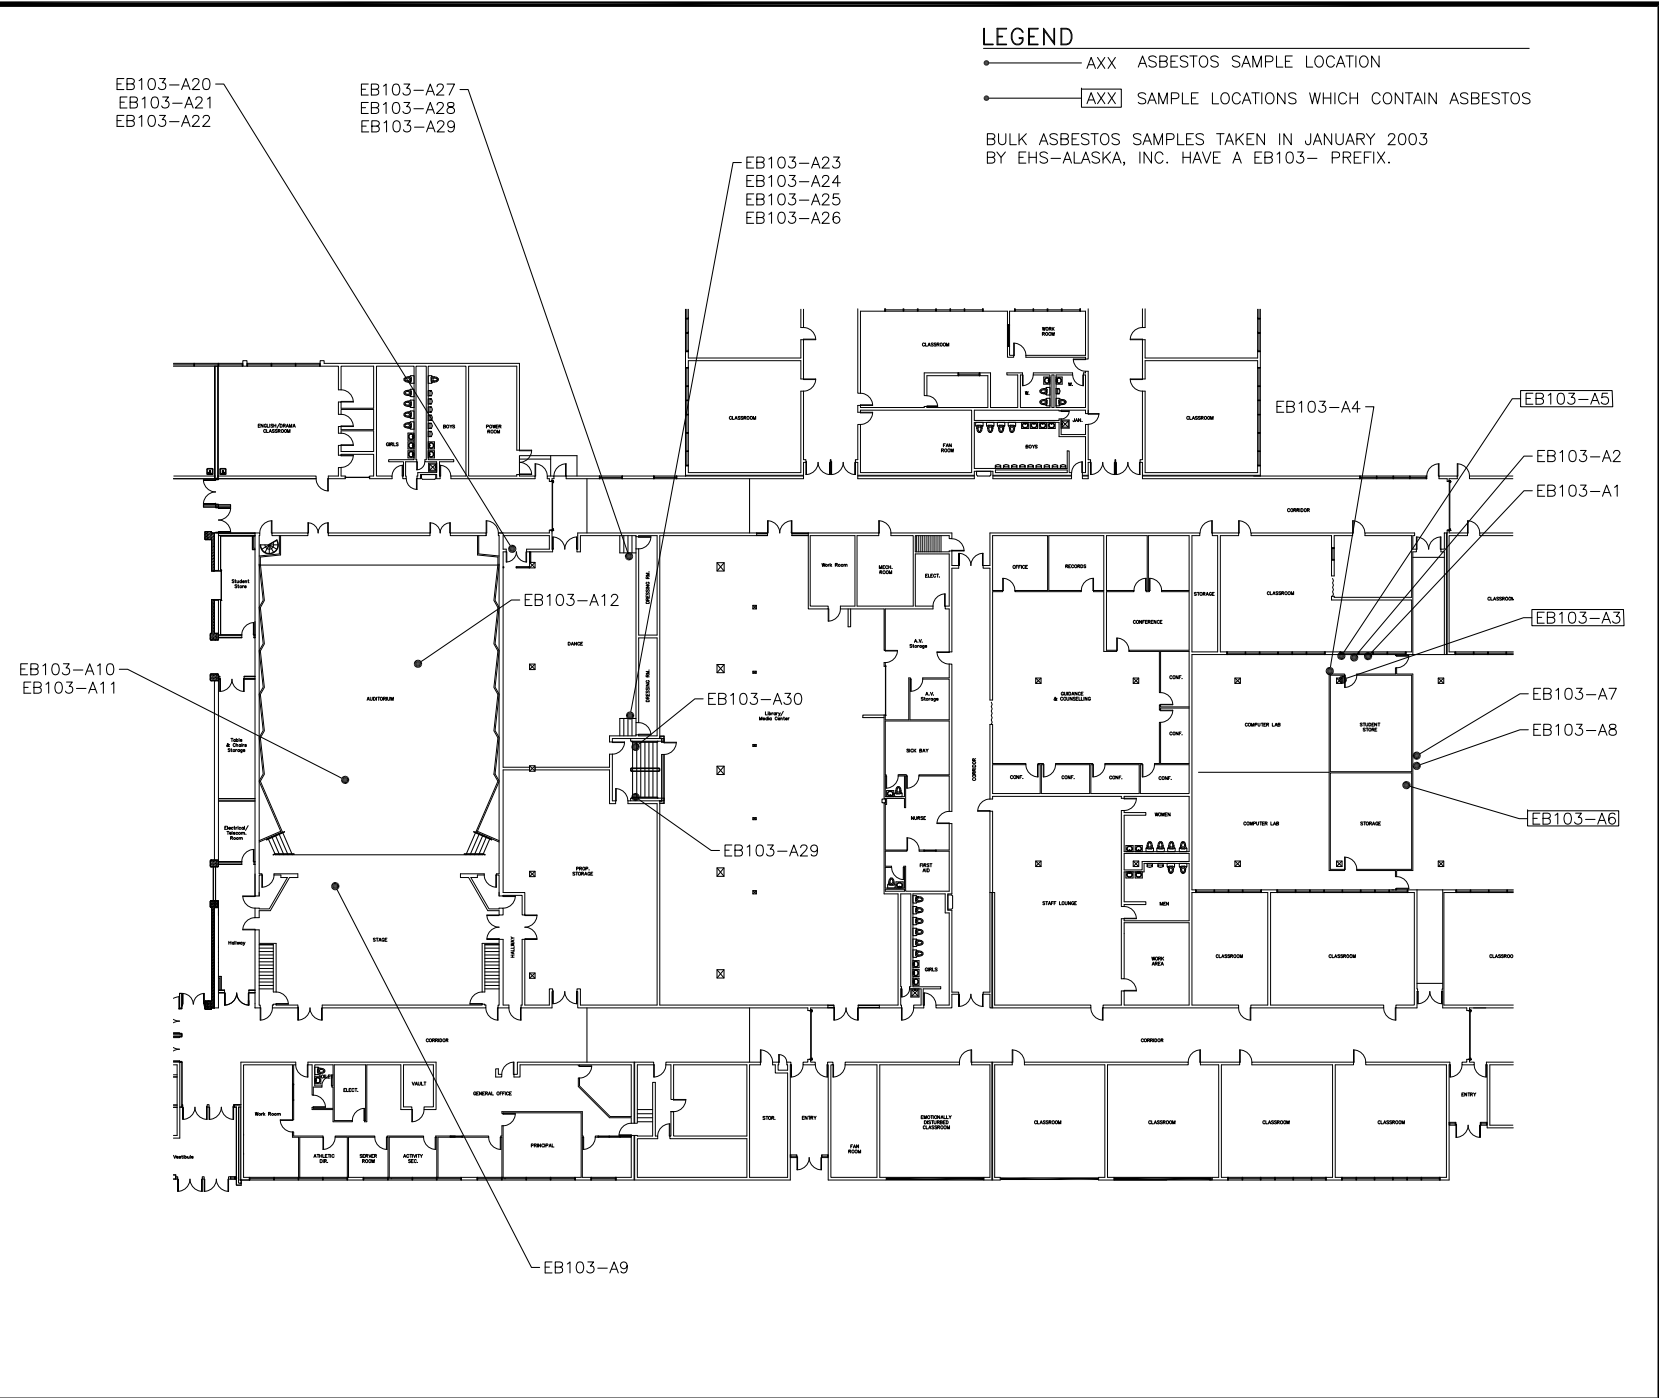 LEGEND
AXX ASBESTOS SAMPLE LOCATION
AXX SAMPLE LOCATIONS WHICH CONTAIN ASBESTOS
BULK ASBESTOS SAMPLES TAKEN IN JANUARY 2003
BY EHS-ALASKA, INC. HAVE A EB103- PREFIX.
EB103-A20
EB103-A21
EB103-A22
EB103-A27
EB103-A28
EB103-A29
EB103-A23
EB103-A24
EB103-A25
EB103-A26
CLASSROOM
WORK
ROOM
W.
W.
JAN.
CLASSROOM
FAN
ROOM
BOYS
CLASSROOM
ENGLISH/DRAMA
CLASSROOM
GIRLS
BOYS
POWER
ROOM
EB103-A4
EB103-A5
EB103-A2
EB103-A1
CORRIDOR
Student
Store
EB103-A12
DANCE
DRESSING RM.
DRESSING RM.
Work Room
MECH.
ROOM
ELECT.
OFFICE
RECORDS
CONFERENCE
STORAGE
CLASSROOM
CLASSROOM
EB103-A3
EB103-A10
EB103-A11
AUDITORIUM
EB103-A30
Library/
Media Center
A.V.
Storage
A.V.
Storage
GUIDANCE
& COUNSELLING
CONF.
CONF.
COMPUTER LAB
STUDENT
STORE
EB103-A7
EB103-A8
Table
& Chairs
Storage
SICK BAY
CORRIDOR
CONF.
CONF.
CONF.
CONF.
Electrical/
Telecom.
Room
EB103-A29
NURSE
WOMEN
COMPUTER LAB
STORAGE
EB103-A6
PROP.
STORAGE
FIRST
AID
STAFF LOUNGE
MEN
Hallway
STAGE
HALLWAY
GIRLS
WORK
AREA
CLASSROOM
CLASSROOM
CLASSROO
CORRIDOR
CORRIDOR
Work Room
ELECT.
VAULT
GENERAL OFFICE
STOR.
ENTRY
FAN
ROOM
EMOTIONALLY
DISTURBED
CLASSROOM
CLASSROOM
CLASSROOM
CLASSROOM
CLASSROOM
ENTRY
Vestibule
ATHLETIC
DIR.
SERVER
ROOM
ACTIVITY
SEC.
PRINCIPAL
EB103-A9